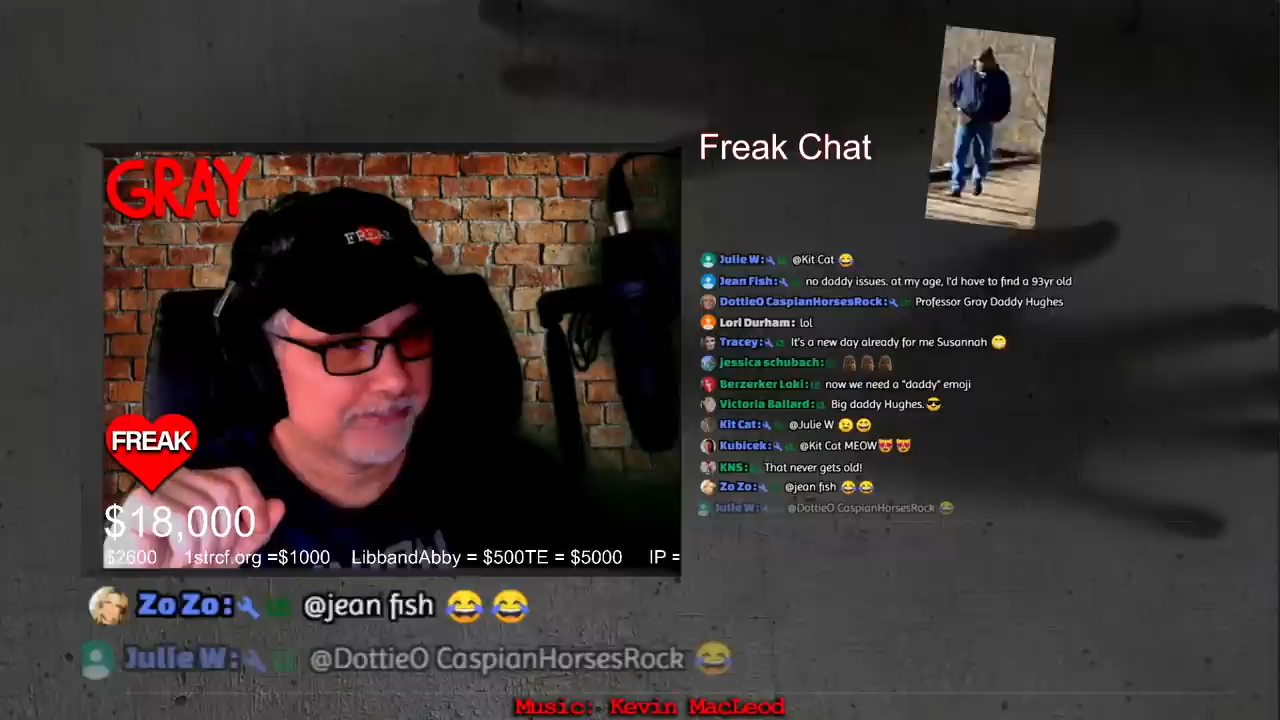 GRAY
FREAK
FREAK
$18,000
$2600 1strcf.org =$1000 LibbandAbby = $500TE = $5000 IP =
Freak Chat
Julie W: @Kit Cat 😂
Jean Fish: no daddy issues. at my age, I'd have to find a 93yr old
DottieO CaspianHorsesRock: Professor Gray Daddy Hughes
Lori Durham: lol
Tracey: It's a new day already for me Susannah 😁
jessica schubach:
Berzerker Loki: now we need a "daddy" emoji
Victoria Ballard: Big daddy Hughes. 😎
Kit Cat: @Julie W 😉 😄
Kubicek: @Kit Cat MEOW 😻 😻
KNS: That never gets old!
Zo Zo: @jean fish 😂 😂
Julie W: @DottieO CaspianHorsesRock 😂
Zo Zo: @jean fish 😂 😂
Julie W: @DottieO CaspianHorsesRock 😂
Music: Kevin MacLeod